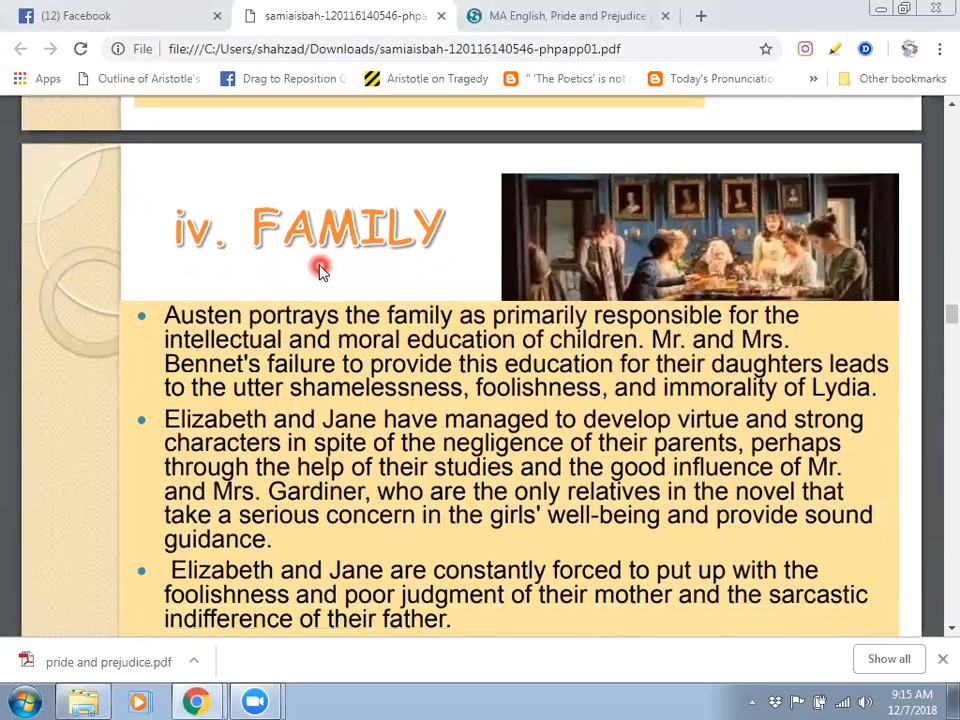 (12) Facebook
samiaisbah-120116140546-phpa
MA English, Pride and Prejudice
File
file:///C:/Users/shahzad/Downloads/samiaisbah-120116140546-phpapp01.pdf
Apps
Outline of Aristotle's
Drag to Reposition
Aristotle on Tragedy
" 'The Poetics' is not
Today's Pronunciatio
»
Other bookmarks
iv. FAMILY
• Austen portrays the family as primarily responsible for the
intellectual and moral education of children. Mr. and Mrs.
Bennet's failure to provide this education for their daughters leads
to the utter shamelessness, foolishness, and immorality of Lydia.
• Elizabeth and Jane have managed to develop virtue and strong
characters in spite of the negligence of their parents, perhaps
through the help of their studies and the good influence of Mr.
and Mrs. Gardiner, who are the only relatives in the novel that
take a serious concern in the girls' well-being and provide sound
guidance.
• Elizabeth and Jane are constantly forced to put up with the
foolishness and poor judgment of their mother and the sarcastic
indifference of their father.
pride and prejudice.pdf
Show all
9:15 AM
12/7/2018